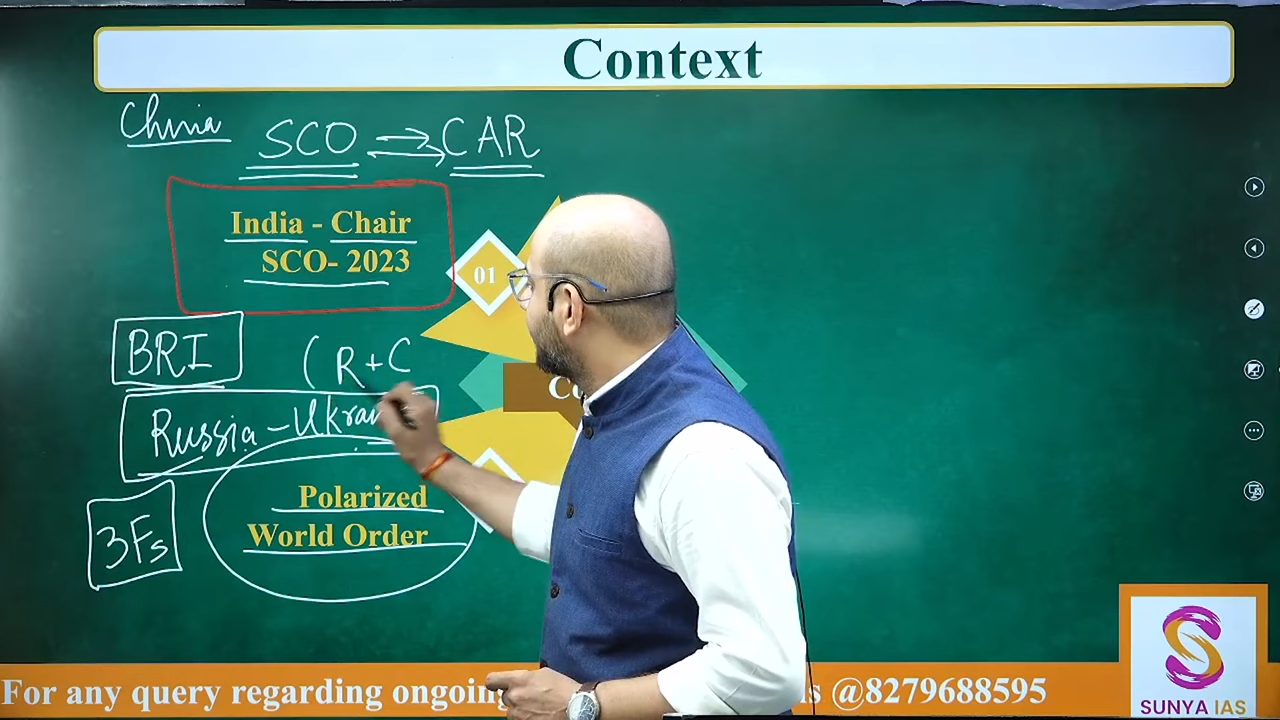 Context
China SCO ⇌ CAR
India - Chair
SCO- 2023
01
BRI (R+C
Russia - Ukra
Polarized
World Order
3Fs
For any query regarding ongoing
@8279688595
SUNYA IAS